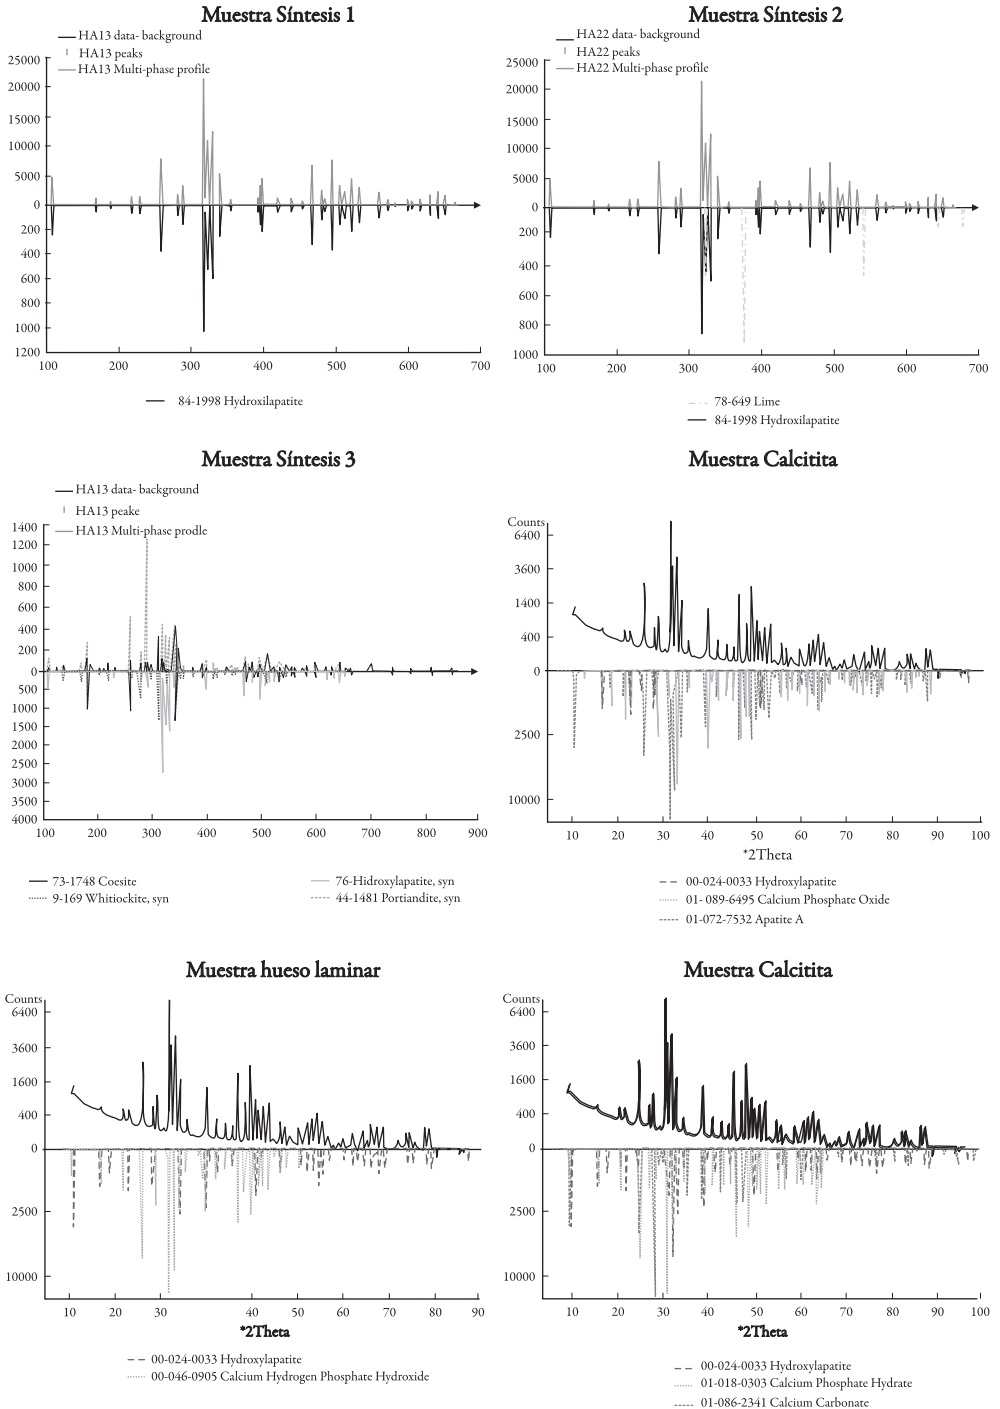 Muestra Síntesis 1
HA13 data- background
HA13 peaks
HA13 Multi-phase profile
25000
20000
15000
10000
5000
0
200
400
600
800
1000
1200
100 200 300 400 500 600 700
84-1998 Hydroxilapatite
Muestra Síntesis 2
HA22 data- background
HA22 peaks
HA22 Multi-phase profile
25000
20000
15000
10000
5000
0
200
400
600
800
1000
100 200 300 400 500 600 700
78-649 Lime
84-1998 Hydroxilapatite
Muestra Síntesis 3
HA13 data- background
HA13 peake
HA13 Multi-phase prodle
1400
1200
1000
800
600
400
200
0
500
1000
1500
2000
2500
3000
3500
4000
100 200 300 400 500 600 700 800 900
73-1748 Coesite
9-169 Whitiockite, syn
76-Hidroxylapatite, syn
44-1481 Portiandite, syn
Muestra Calcitita
Counts
6400
3600
1400
400
0
2500
10000
10 20 30 40 50 60 70 80 90 100
*2Theta
00-024-0033 Hydroxylapatite
01- 089-6495 Calcium Phosphate Oxide
01-072-7532 Apatite A
Muestra hueso laminar
Counts
6400
3600
1600
400
0
2500
10000
10 20 30 40 50 60 70 80 90
*2Theta
00-024-0033 Hydroxylapatite
00-046-0905 Calcium Hydrogen Phosphate Hydroxide
Muestra Calcitita
Counts
6400
3600
1600
400
0
2500
10000
10 20 30 40 50 60 70 80 90 100
*2Theta
00-024-0033 Hydroxylapatite
01-018-0303 Calcium Phosphate Hydrate
01-086-2341 Calcium Carbonate